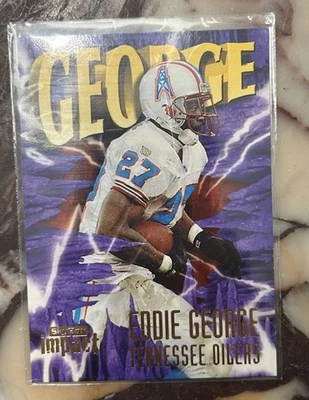 GEORGE
27
SkyBox
impact
EDDIE GEORGE
TENNESSEE OILERS